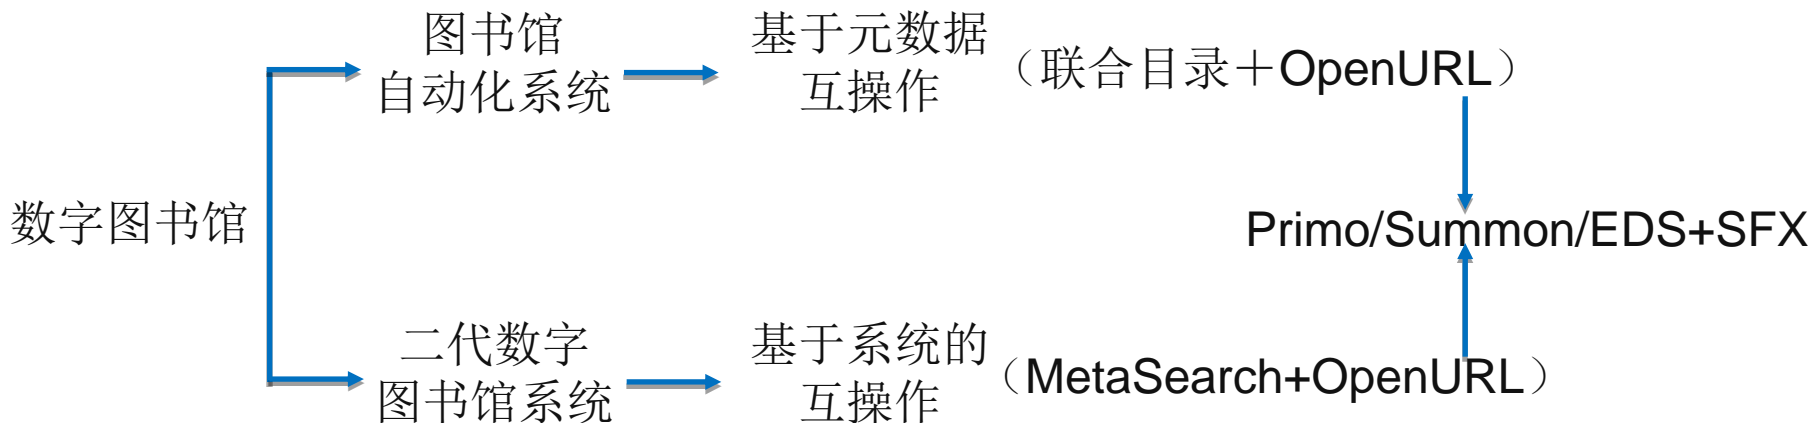 图书馆
自动化系统
基于元数据
互操作
（联合目录＋OpenURL）
数字图书馆
Primo/Summon/EDS+SFX
二代数字
图书馆系统
基于系统的
互操作
（MetaSearch+OpenURL）